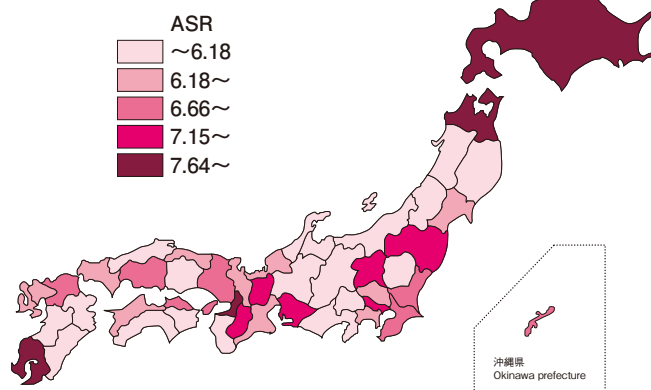 ASR
～6.18
6.18～
6.66～
7.15～
7.64～
沖縄県
Okinawa prefecture